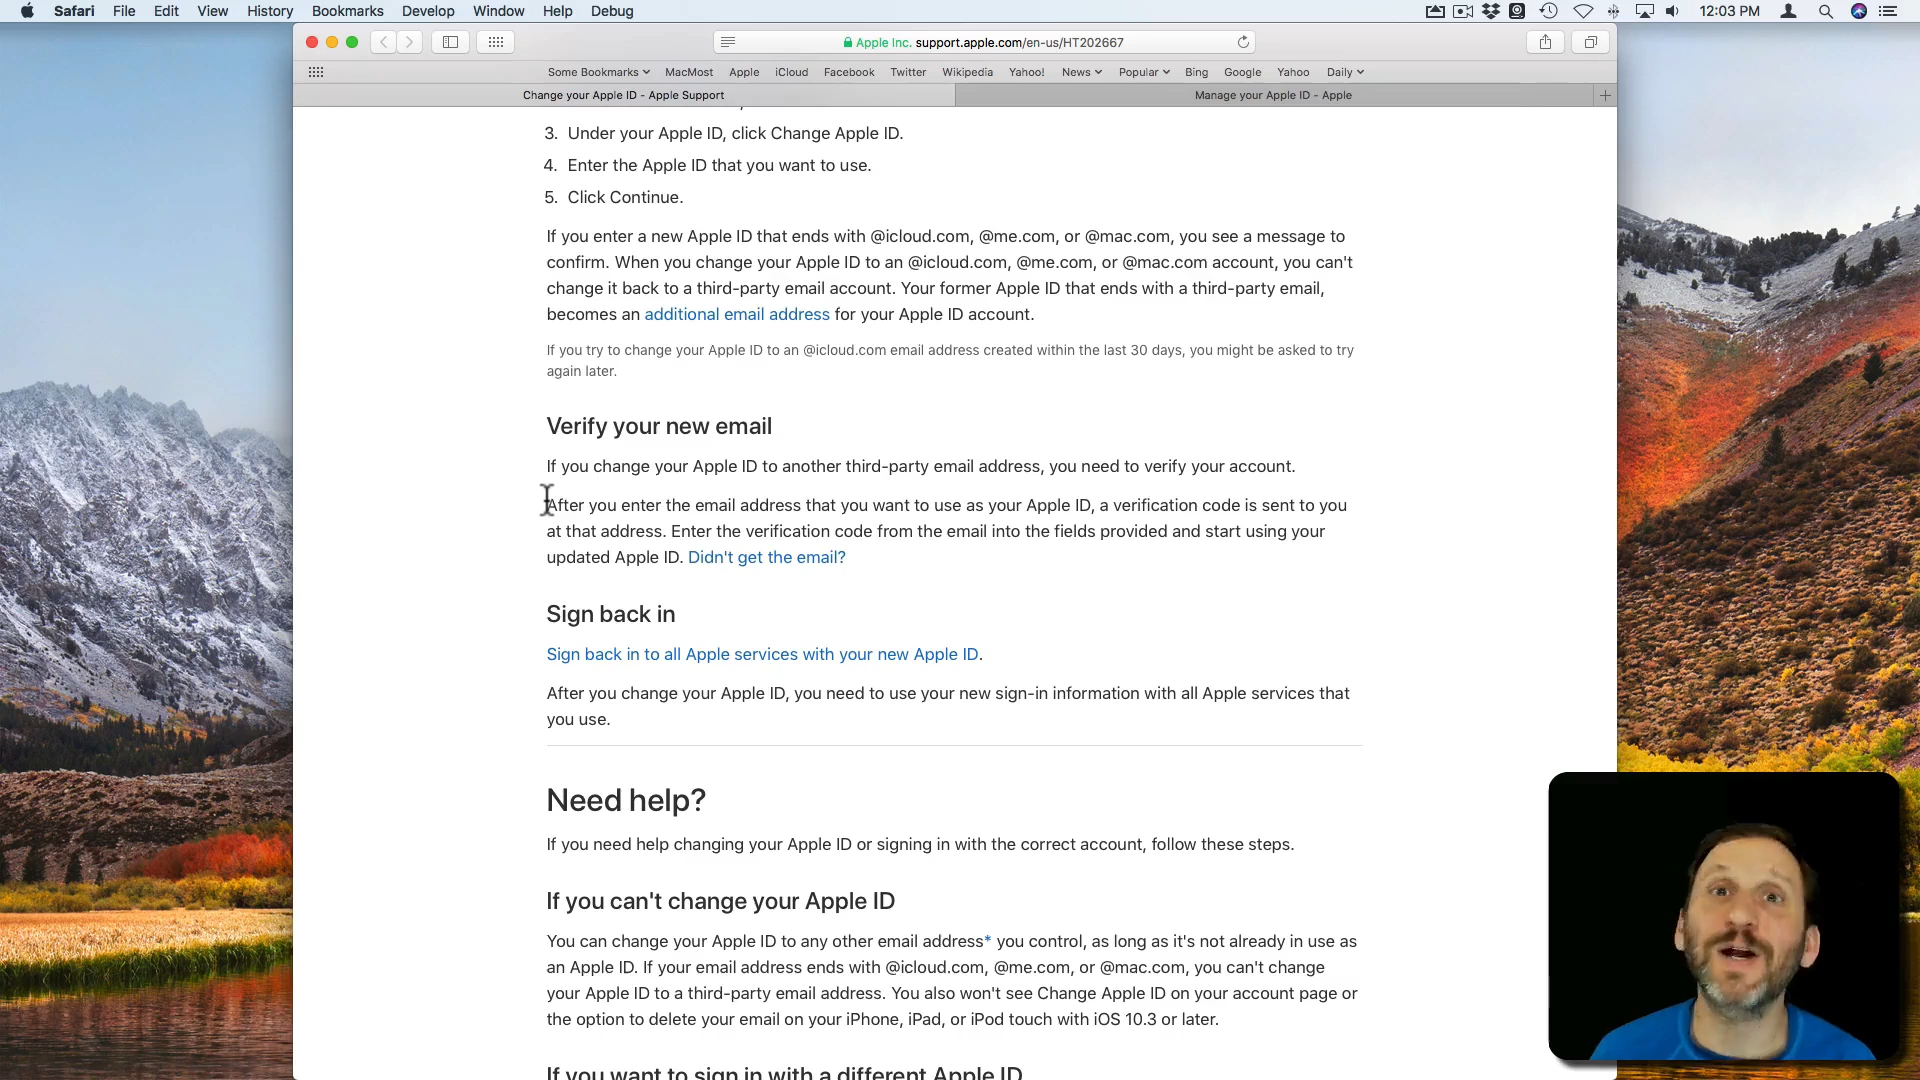 Safari File Edit View History Bookmarks Develop Window Help Debug 12:03 PM
Apple Inc. support.apple.com/en-us/HT202667
Some Bookmarks MacMost Apple iCloud Facebook Twitter Wikipedia Yahoo! News Popular Bing Google Yahoo Daily
Change your Apple ID - Apple Support Manage your Apple ID - Apple
3. Under your Apple ID, click Change Apple ID.
4. Enter the Apple ID that you want to use.
5. Click Continue.
If you enter a new Apple ID that ends with @icloud.com, @me.com, or @mac.com, you see a message to
confirm. When you change your Apple ID to an @icloud.com, @me.com, or @mac.com account, you can't
change it back to a third-party email account. Your former Apple ID that ends with a third-party email,
becomes an additional email address for your Apple ID account.
If you try to change your Apple ID to an @icloud.com email address created within the last 30 days, you might be asked to try
again later.
Verify your new email
If you change your Apple ID to another third-party email address, you need to verify your account.
After you enter the email address that you want to use as your Apple ID, a verification code is sent to you
at that address. Enter the verification code from the email into the fields provided and start using your
updated Apple ID. Didn't get the email?
Sign back in
Sign back in to all Apple services with your new Apple ID.
After you change your Apple ID, you need to use your new sign-in information with all Apple services that
you use.
Need help?
If you need help changing your Apple ID or signing in with the correct account, follow these steps.
If you can't change your Apple ID
You can change your Apple ID to any other email address* you control, as long as it's not already in use as
an Apple ID. If your email address ends with @icloud.com, @me.com, or @mac.com, you can't change
your Apple ID to a third-party email address. You also won't see Change Apple ID on your account page or
the option to delete your email on your iPhone, iPad, or iPod touch with iOS 10.3 or later.
If you want to sign in with a different Apple ID